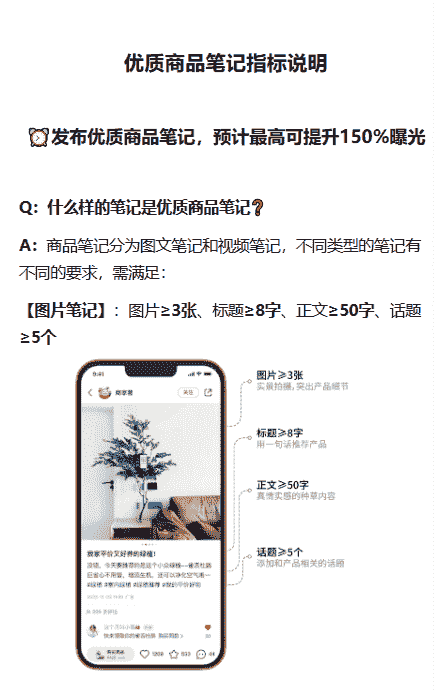 优质商品笔记指标说明
⏰发布优质商品笔记，预计最高可提升150%曝光
Q：什么样的笔记是优质商品笔记❓
A：商品笔记分为图文笔记和视频笔记，不同类型的笔记有
不同的要求，需满足：
【图片笔记】：图片≥3张、标题≥8字、正文≥50字、话题
≥5个
9:41
关注
图片≥3张
实景拍摄，突出产品细节
标题≥8字
用一句话推荐产品
正文≥50字
真情实感的种草内容
我家平价又好养的绿植！
话题≥5个
添加和产品相关的话题